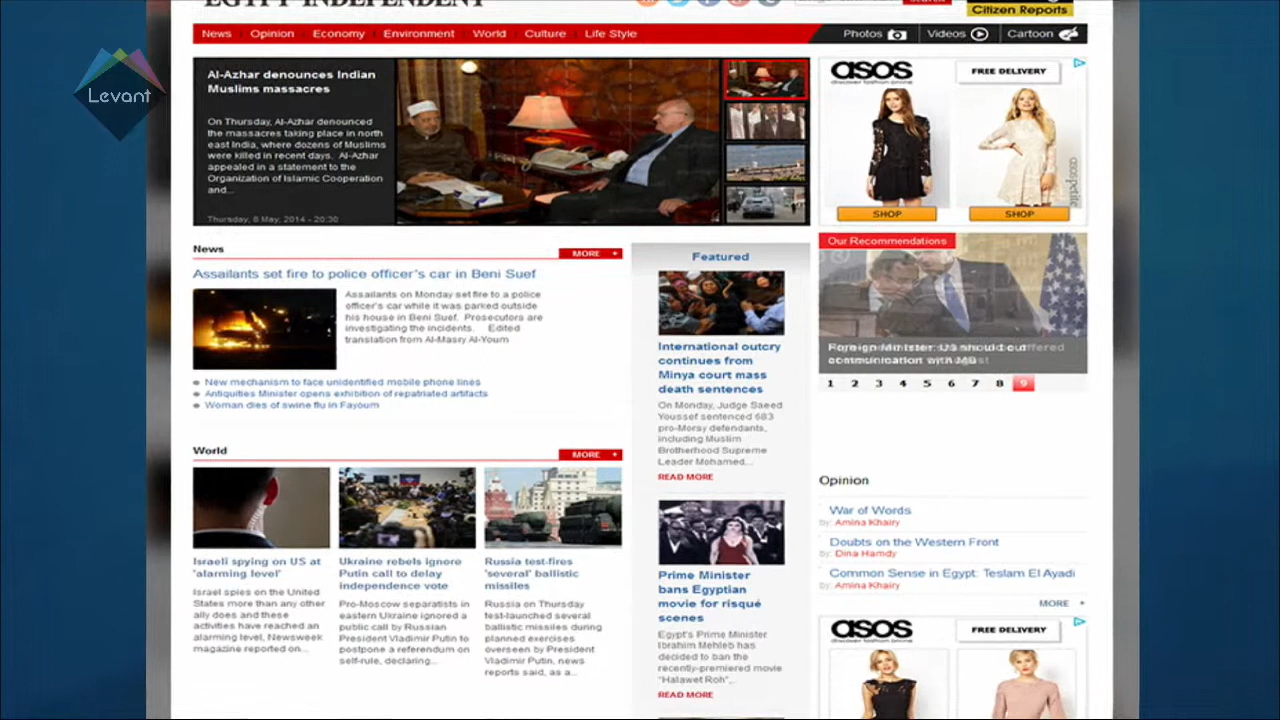 EGYPT INDEPENDENT
Citizen Reports
News Opinion Economy Environment World Culture Life Style Photos Videos Cartoon
Levant
Al-Azhar denounces Indian
Muslims massacres
On Thursday, Al-Azhar denounced
the massacres taking place in north
east India, where dozens of Muslims
were killed in recent days. Al-Azhar
appealed in a statement to the
Organization of Islamic Cooperation
and...
Thursday, 8 May, 2014 - 20:30
asos
discover fashion online
FREE DELIVERY
asos petite
SHOP SHOP
News
MORE +
Assailants set fire to police officer's car in Beni Suef
Assailants on Monday set fire to a police
officer's car while it was parked outside
his house in Beni Suef. Prosecutors are
investigating the incidents. Edited
translation from Al-Masry Al-Youm
New mechanism to face unidentified mobile phone lines
Antiquities Minister opens exhibition of repatriated artifacts
Woman dies of swine flu in Fayoum
World
MORE +
Israeli spying on US at
'alarming level'
Israel spies on the United
States more than any other
ally does and these
activities have reached an
alarming level, Newsweek
magazine reported on...
Ukraine rebels ignore
Putin call to delay
independence vote
Pro-Moscow separatists in
eastern Ukraine ignored a
public call by Russian
President Vladimir Putin to
postpone a referendum on
self-rule, declaring...
Russia test-fires
'several' ballistic
missiles
Russia on Thursday
test-launched several
ballistic missiles during
planned exercises
overseen by President
Vladimir Putin, news
reports said, as a...
Featured
International outcry
continues from
Minya court mass
death sentences
On Monday, Judge Saeed
Youssef sentenced 683
pro-Morsy defendants,
including Muslim
Brotherhood Supreme
Leader Mohamed...
READ MORE
Prime Minister
bans Egyptian
movie for risqué
scenes
Egypt's Prime Minister
Ibrahim Mehleb has
decided to ban the
recently-premiered movie
"Halawet Roh",..
READ MORE
Our Recommendations
1 2 3 4 5 6 7 8 9
Opinion
War of Words
by: Amina Khairy
Doubts on the Western Front
by: Dina Hamdy
Common Sense in Egypt: Teslam El Ayadi
by: Amina Khairy
MORE +
asos
discover fashion online
FREE DELIVERY